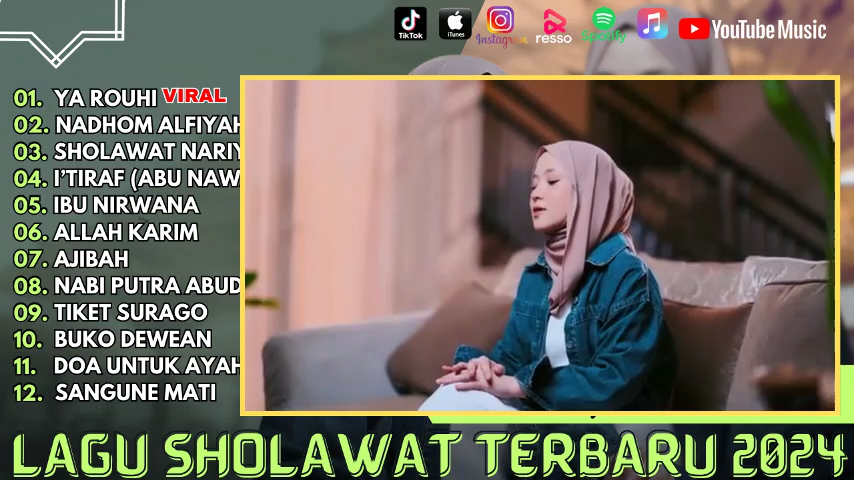 TikTok
iTunes
Instagram
resso
Spotify
YouTube Music
01. YA ROUHI VIRAL
02. NADHOM ALFIYAH
03. SHOLAWAT NARIY
04. I'TIRAF (ABU NAW
05. IBU NIRWANA
06. ALLAH KARIM
07. AJIBAH
08. NABI PUTRA ABUD
09. TIKET SURAGO
10. BUKO DEWEAN
11. DOA UNTUK AYAH
12. SANGUNE MATI
LAGU SHOLAWAT TERBARU 2024